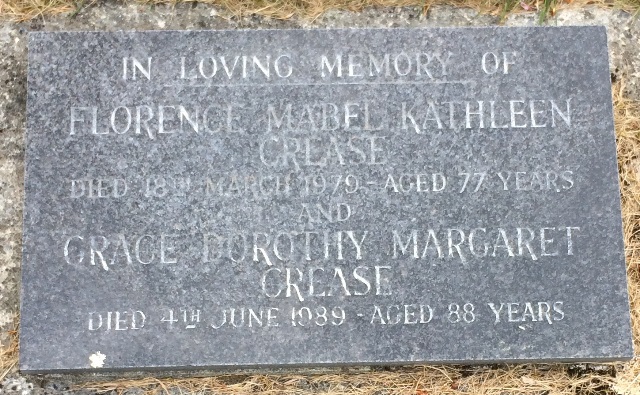 IN LOVING MEMORY OF
FLORENCE MABEL KATHLEEN
CREASE
DIED 18TH MARCH 1979 - AGED 77 YEARS
AND
GRACE DOROTHY MARGARET
CREASE
DIED 4TH JUNE 1989 - AGED 88 YEARS